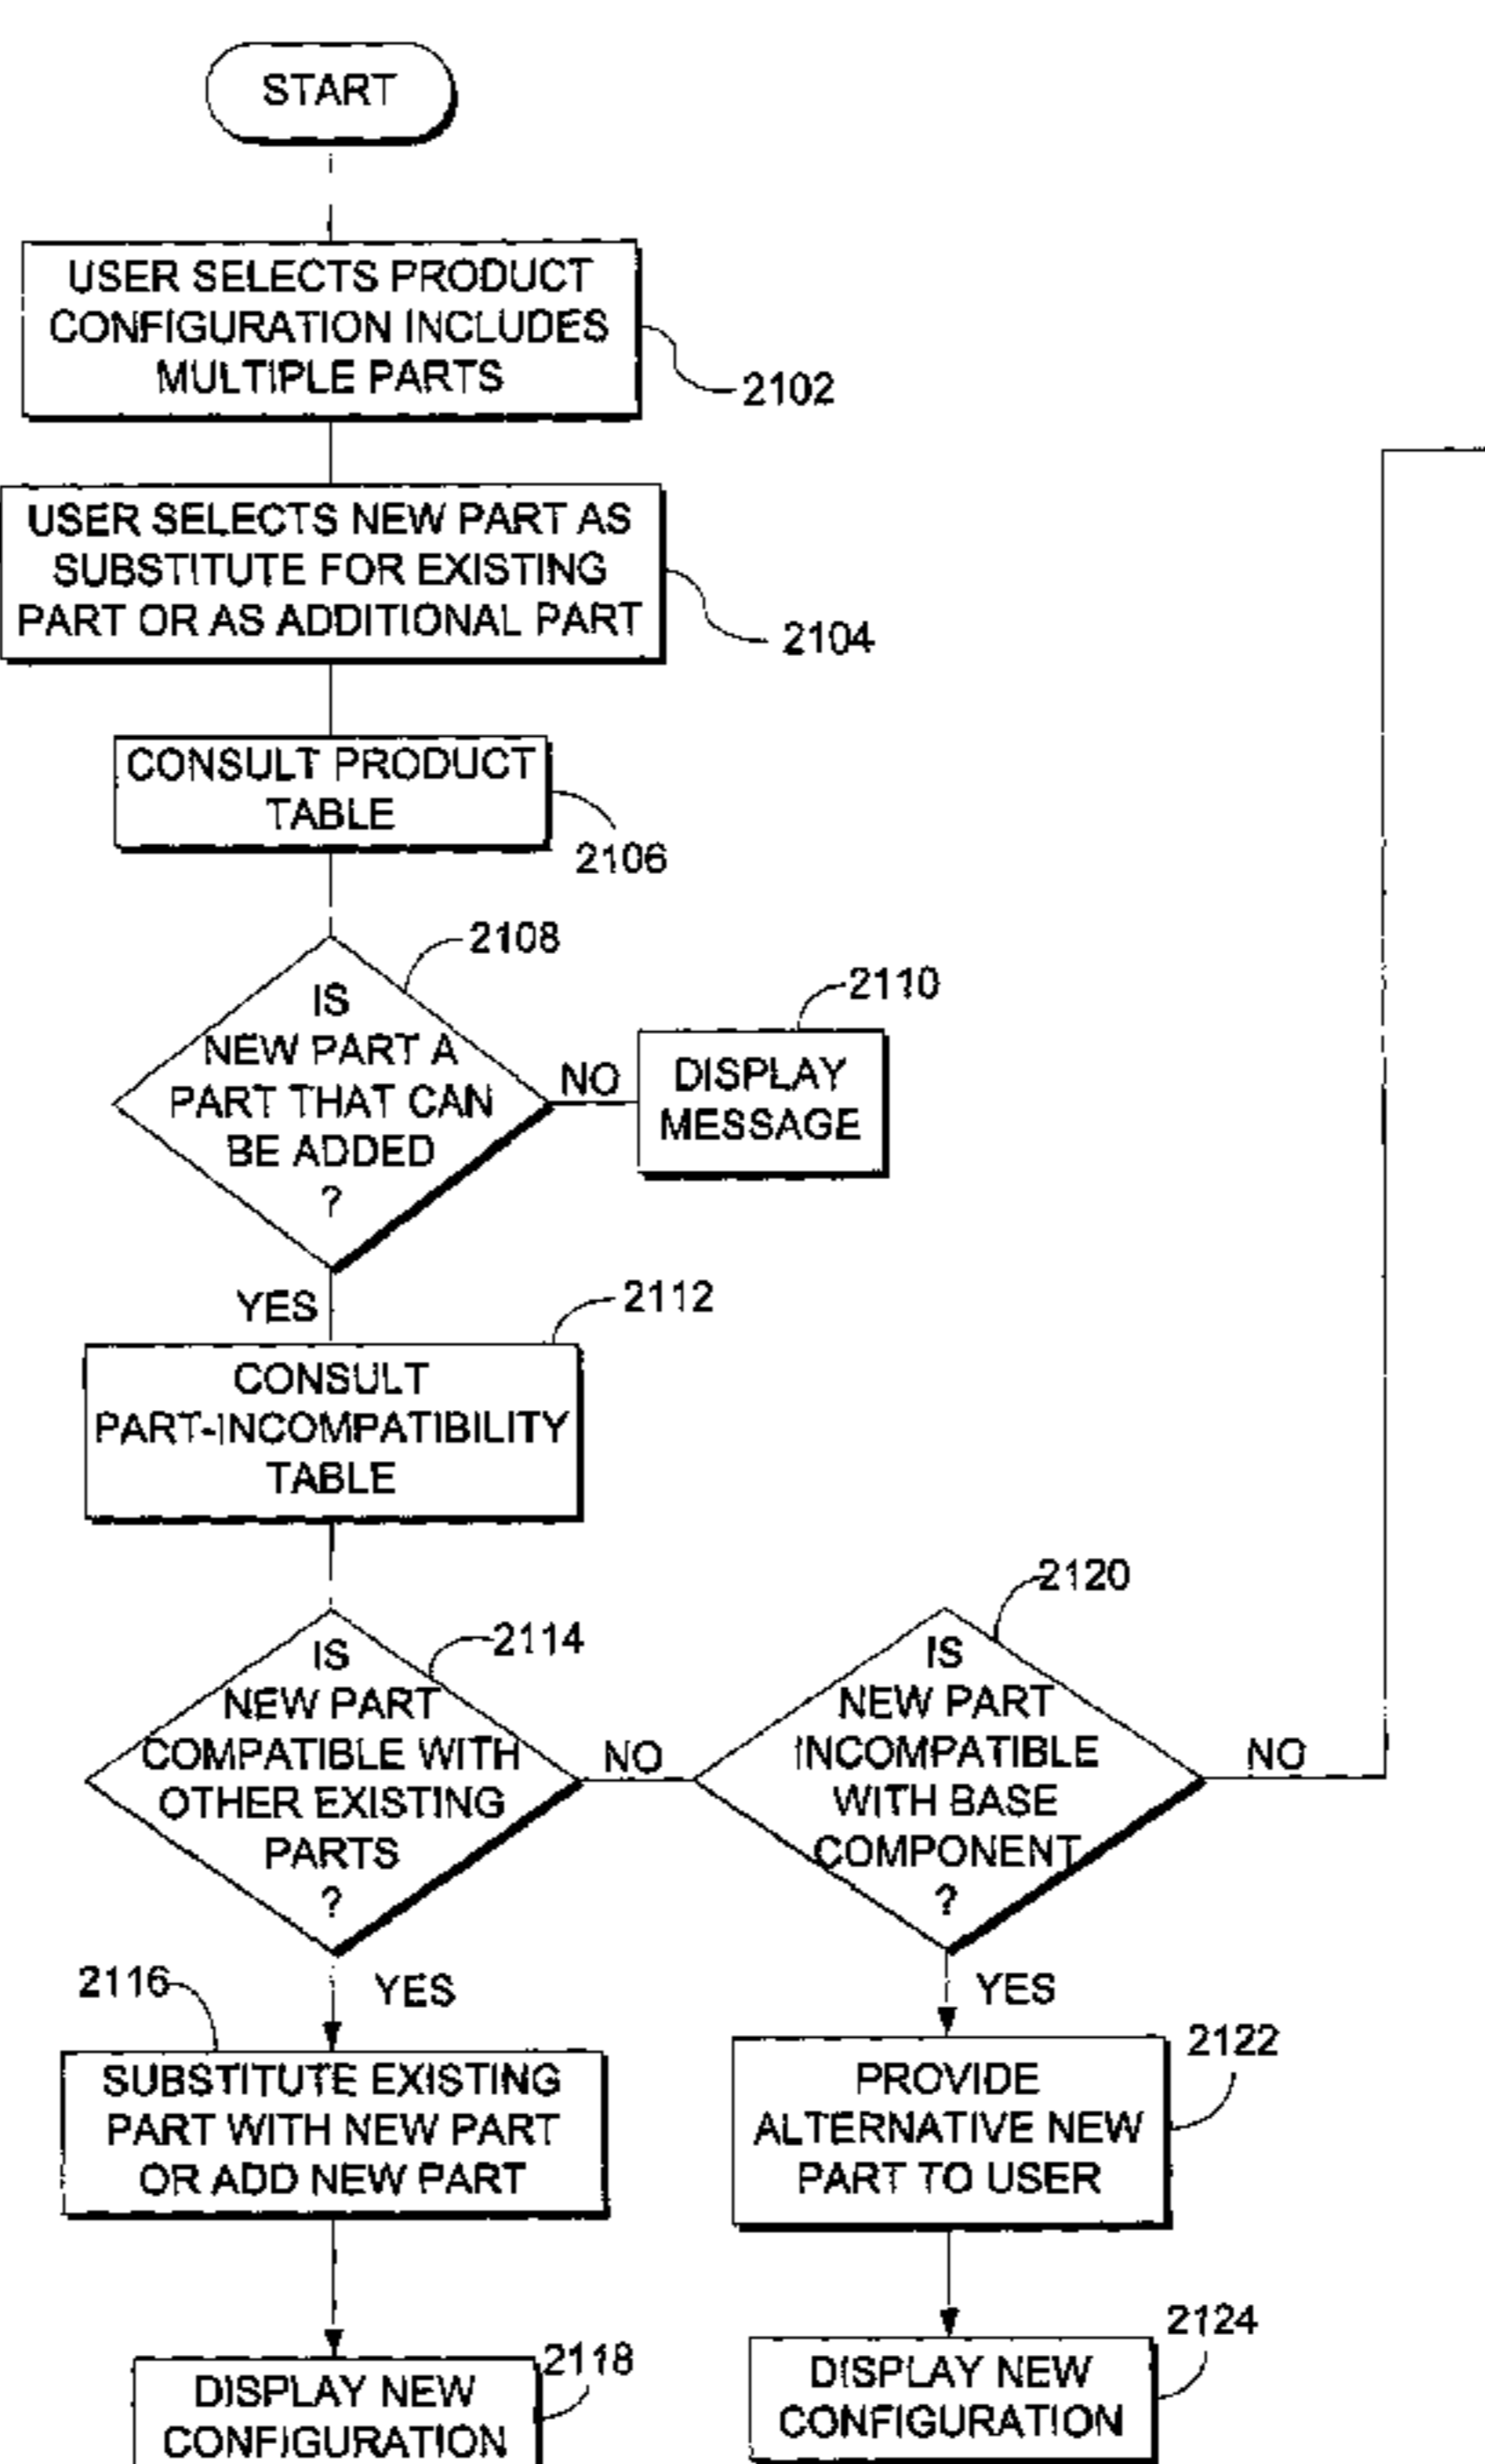 START
USER SELECTS PRODUCT
CONFIGURATION INCLUDES
MULTIPLE PARTS
2102
USER SELECTS NEW PART AS
SUBSTITUTE FOR EXISTING
PART OR AS ADDITIONAL PART
2104
CONSULT PRODUCT
TABLE
2106
2108
IS
NEW PART A
PART THAT CAN
BE ADDED
?
NO
2110
DISPLAY
MESSAGE
YES
2112
CONSULT
PART-INCOMPATIBILITY
TABLE
2114
IS
NEW PART
COMPATIBLE WITH
OTHER EXISTING
PARTS
?
NO
2120
IS
NEW PART
INCOMPATIBLE
WITH BASE
COMPONENT
?
NO
2116
YES
SUBSTITUTE EXISTING
PART WITH NEW PART
OR ADD NEW PART
YES
2122
PROVIDE
ALTERNATIVE NEW
PART TO USER
2118
DISPLAY NEW
CONFIGURATION
2124
DISPLAY NEW
CONFIGURATION